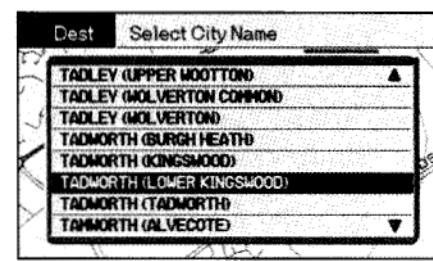 Dest Select City Name
TADLEY (UPPER WOOTTON)
TADLEY (WOLVERTON COMMON)
TADLEY (WOLVERTON)
TADWORTH (BURGH HEATH)
TADWORTH (KINGSWOOD)
TADWORTH (LOWER KINGSWOOD)
TADWORTH (TADWORTH)
TAMWORTH (ALVECOTE)